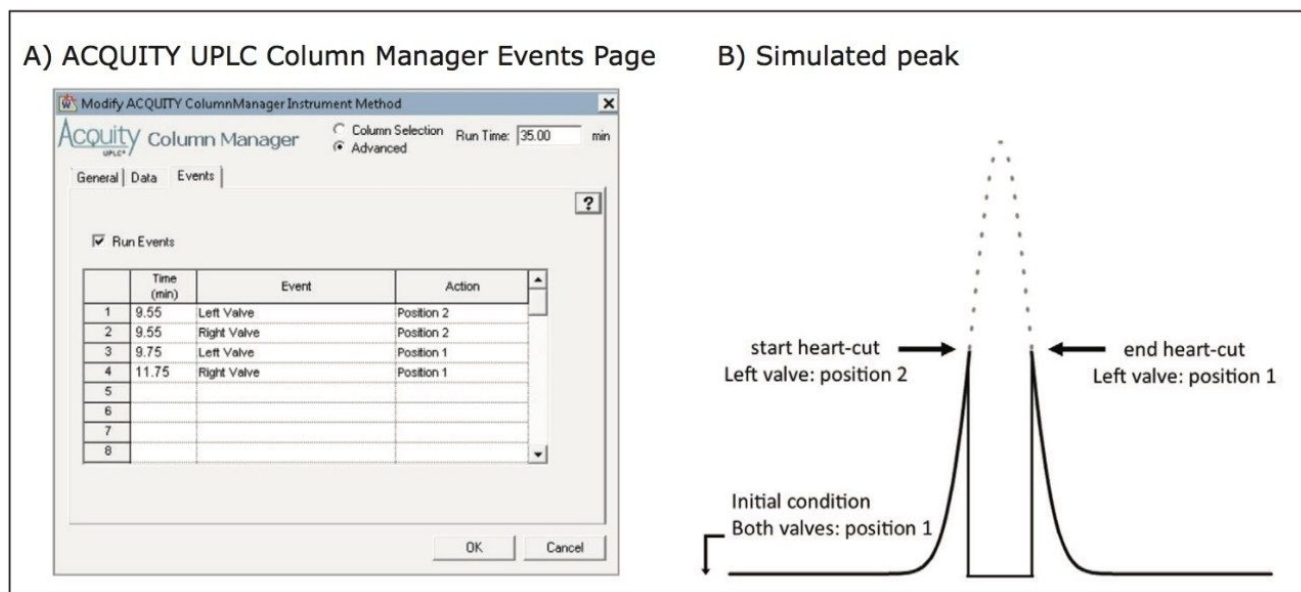 A) ACQUITY UPLC Column Manager Events Page
B) Simulated peak
Modify ACQUITY ColumnManager Instrument Method
Acquity UPLC® Column Manager
Column Selection
Advanced
Run Time: 35.00 min
General Data Events
?
Run Events
Time (min) Event Action
1 9.55 Left Valve Position 2
2 9.55 Right Valve Position 2
3 9.75 Left Valve Position 1
4 11.75 Right Valve Position 1
5
6
7
8
OK Cancel
start heart-cut
Left valve: position 2
end heart-cut
Left valve: position 1
Initial condition
Both valves: position 1